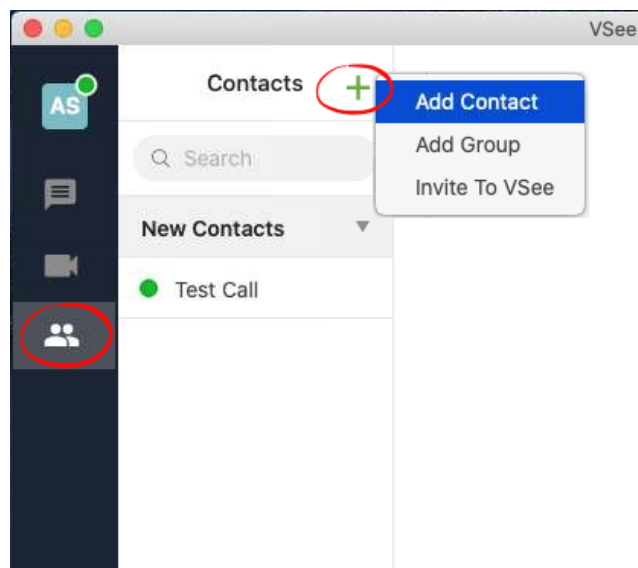 VSee
AS
Contacts
Add Contact
Add Group
Invite To VSee
Search
New Contacts
Test Call